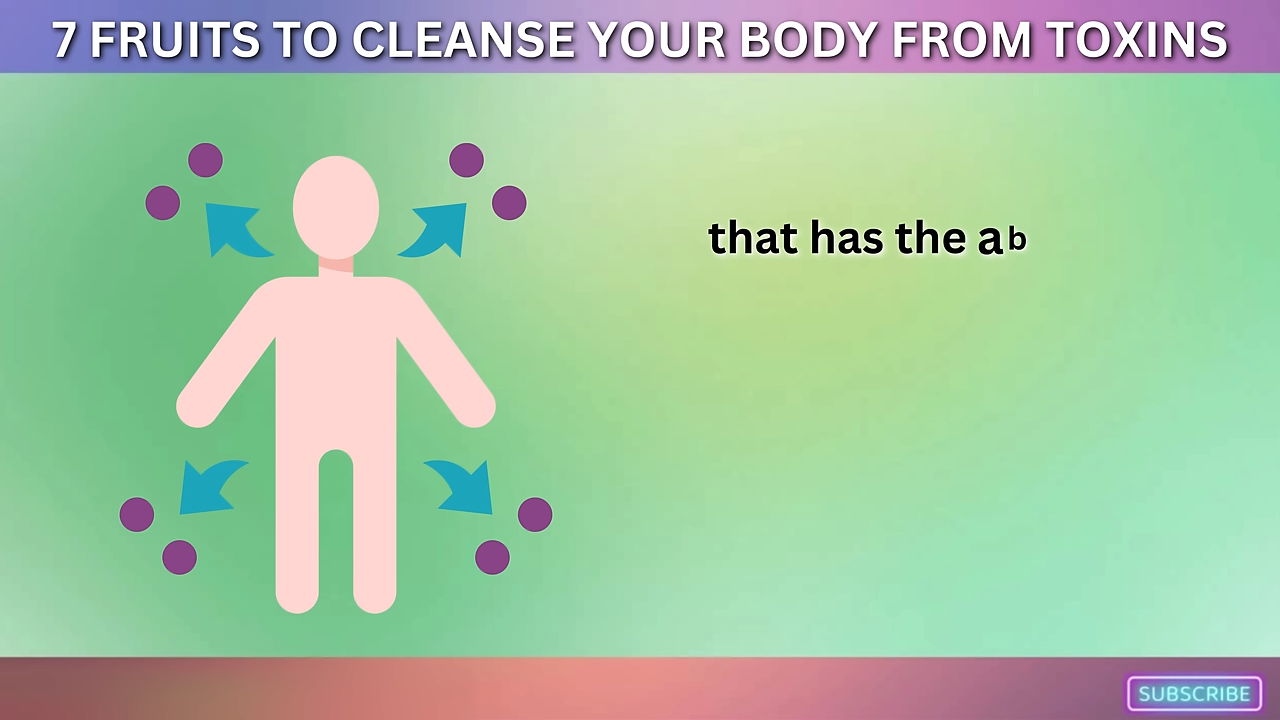 7 FRUITS TO CLEANSE YOUR BODY FROM TOXINS
that has the ab
SUBSCRIBE